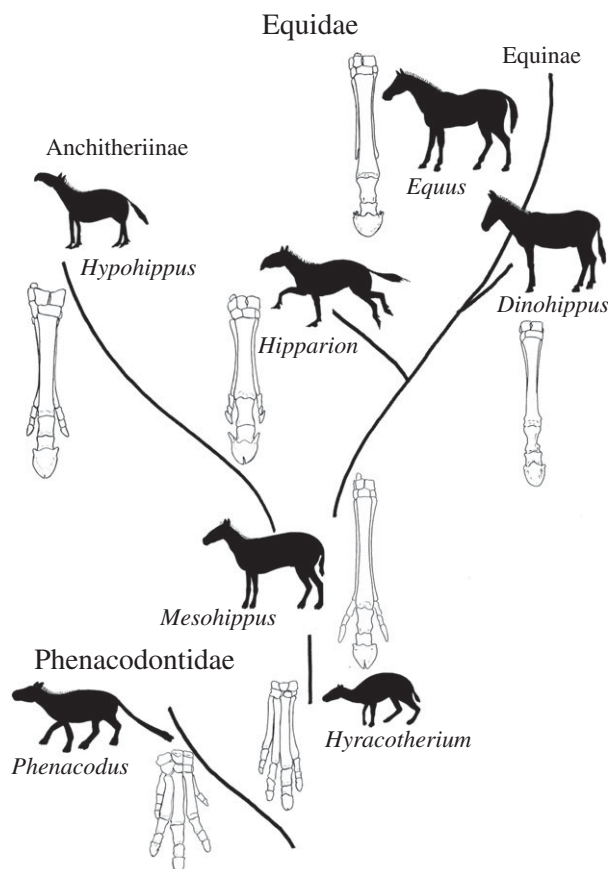 Equidae
Equinae
Anchitheriinae
Equus
Hypohippus
Dinohippus
Hipparion
Mesohippus
Phenacodontidae
Hyracotherium
Phenacodus